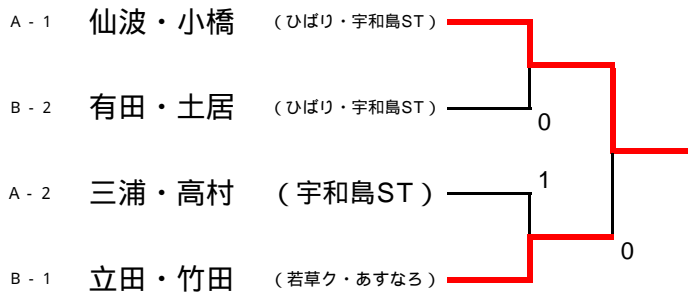 A - 1 仙波・小橋 （ひばり・宇和島ST）
B - 2 有田・土居 （ひばり・宇和島ST）
0
1
A - 2 三浦・高村 （宇和島ST）
0
B - 1 立田・竹田 （若草ク・あすなろ）